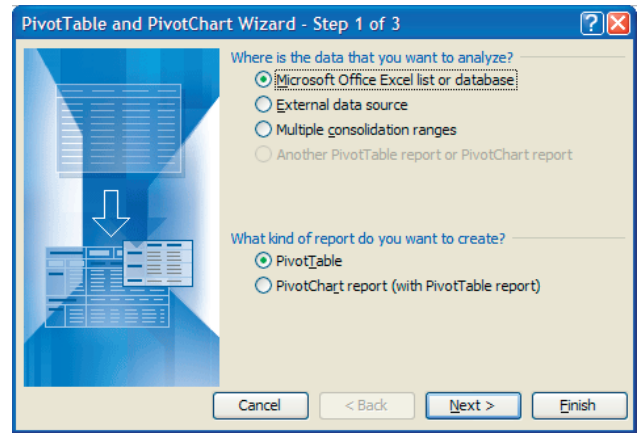 PivotTable and PivotChart Wizard - Step 1 of 3
Where is the data that you want to analyze?
Microsoft Office Excel list or database
External data source
Multiple consolidation ranges
Another PivotTable report or PivotChart report
What kind of report do you want to create?
PivotTable
PivotChart report (with PivotTable report)
Cancel < Back Next > Finish